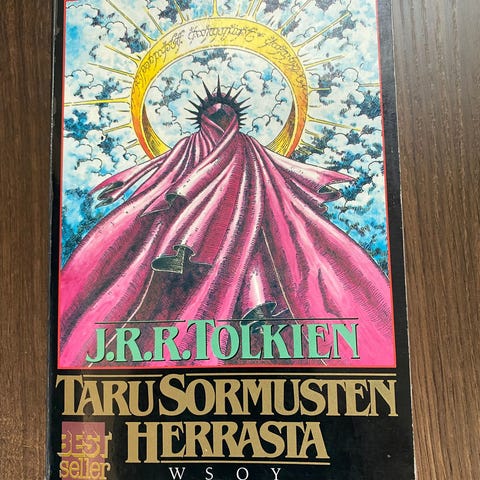 J.R.R. TOLKIEN
TARU SORMUSTEN
HERRASTA
BEST
seller
WSOY